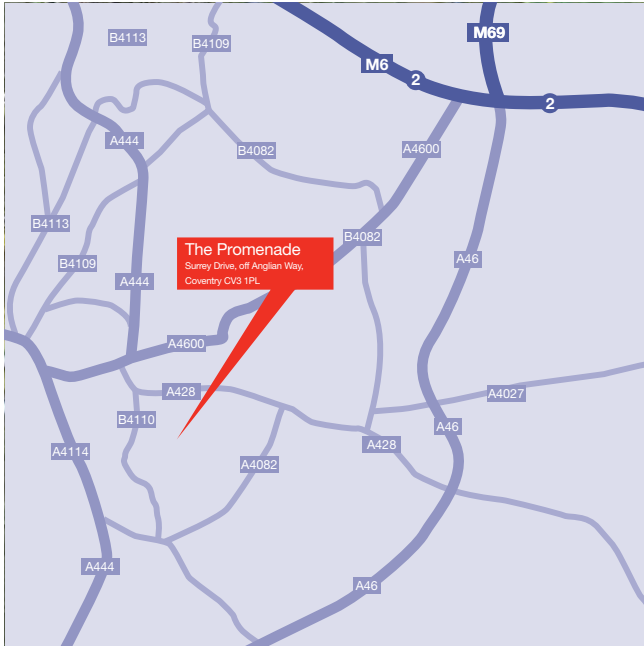 M69
B4113
B4109
M6
2
2
A444
B4082
A4600
B4113
B4082
The Promenade
Surrey Drive, off Anglian Way,
Coventry CV3 1PL
B4109
A46
A444
A4600
A428
A4027
B4110
A46
A428
A4114
A4082
A444
A46